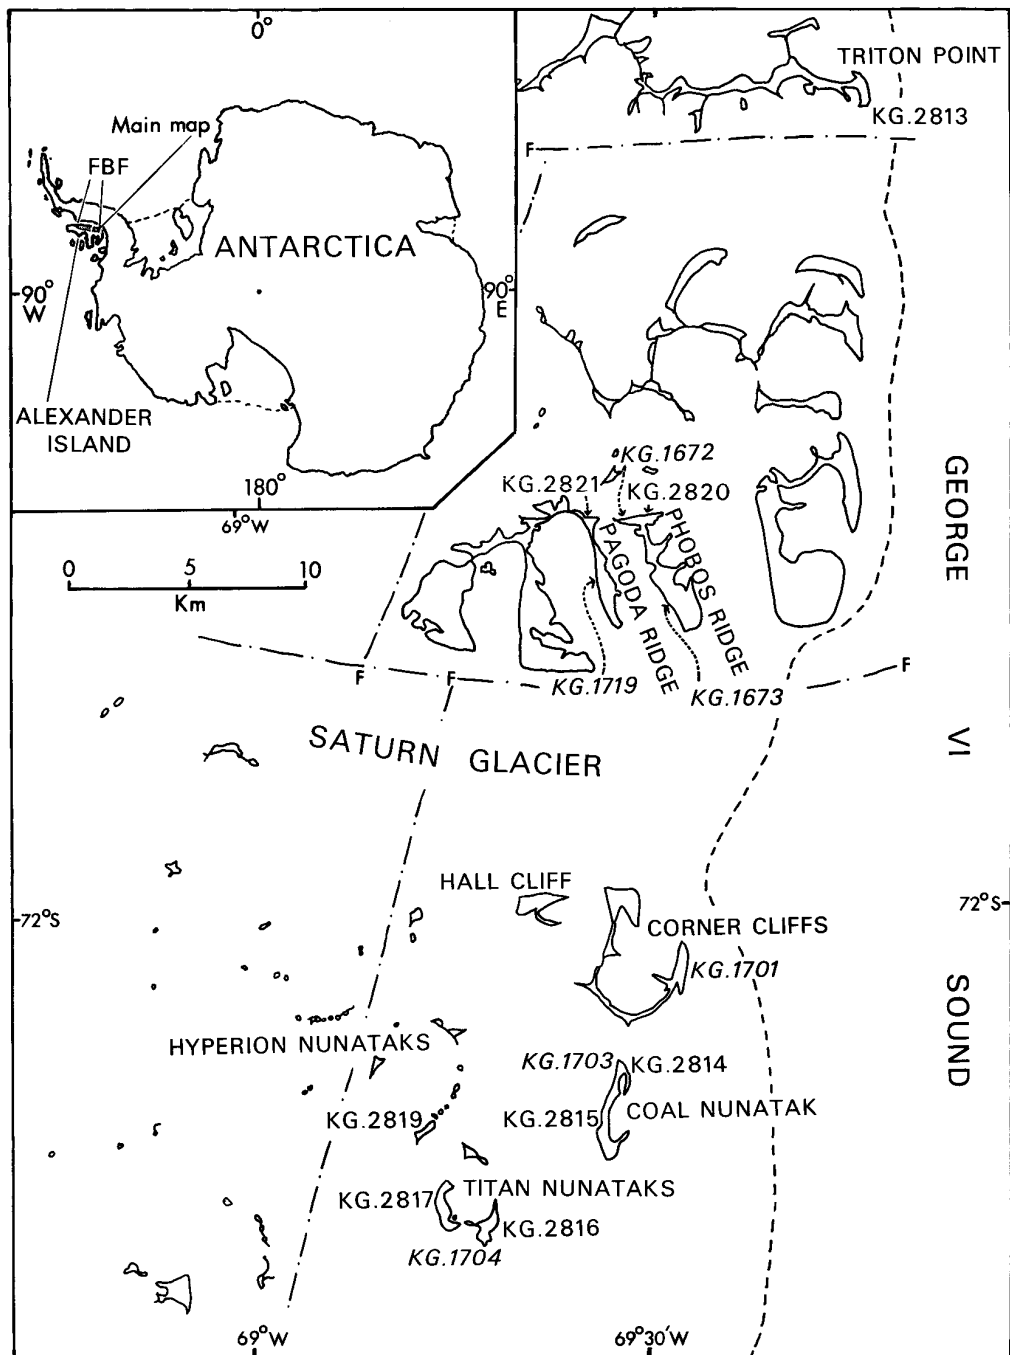 0°
TRITON POINT
KG.2813
Main map
FBF
F
ANTARCTICA
90°
W
90°
E
ALEXANDER
ISLAND
180°
69°W
0 5 10
Km
GEORGE
KG.1672
KG.2821
KG.2820
PAGODA RIDGE
PHOBOS RIDGE
F
F
F
KG.1719
KG.1673
SATURN GLACIER
VI
HALL CLIFF
72°S
72°S
CORNER CLIFFS
KG.1701
SOUND
HYPERION NUNATAKS
KG.1703
KG.2814
KG.2819
KG.2815
COAL NUNATAK
KG.2817
TITAN NUNATAKS
KG.2816
KG.1704
69°W
69°30'W